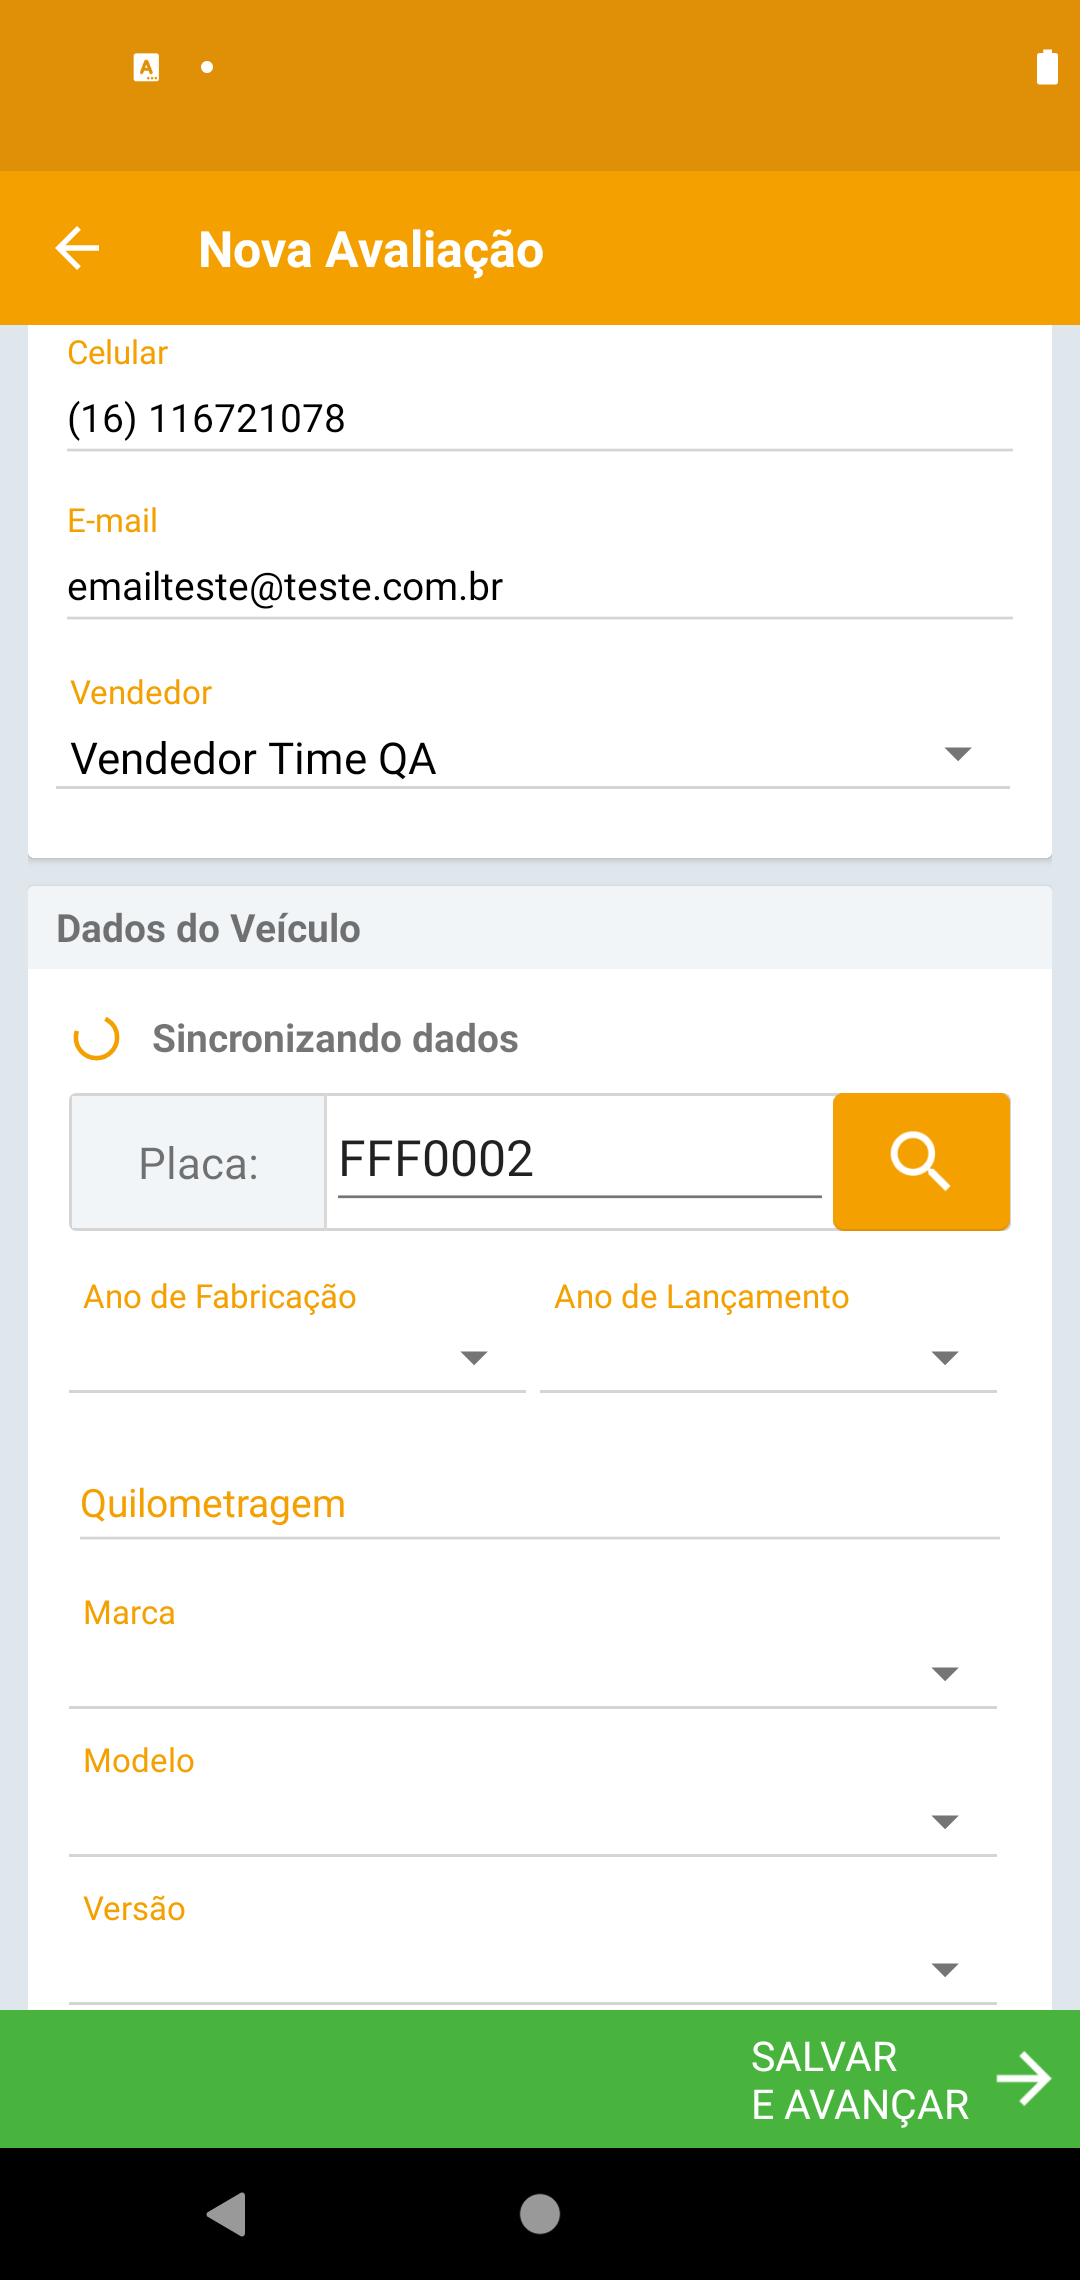 Nova Avaliação
Celular
(16) 116721078
E-mail
emailteste@teste.com.br
Vendedor
Vendedor Time QA
Dados do Veículo
Sincronizando dados
Placa: FFF0002
Ano de Fabricação Ano de Lançamento
Quilometragem
Marca
Modelo
Versão
SALVAR
E AVANÇAR